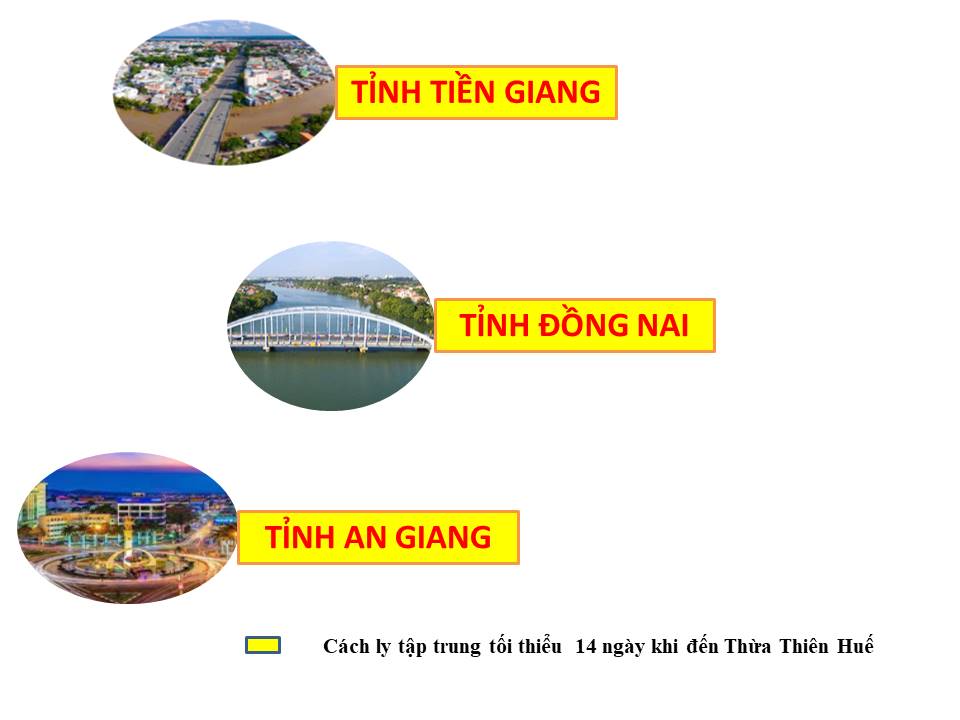 TỈNH TIỀN GIANG
TỈNH ĐỒNG NAI
TỈNH AN GIANG
Cách ly tập trung tối thiểu 14 ngày khi đến Thừa Thiên Huế